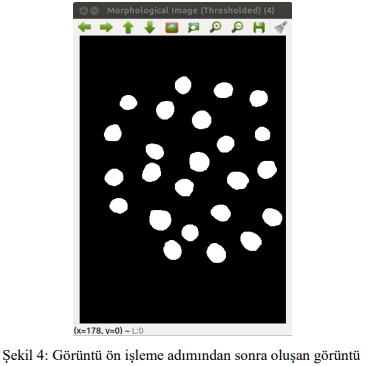 Morphological Image (Thresholded) (4)
(x=178, y=0) ~ L:0
Şekil 4: Görüntü ön işleme adımından sonra oluşan görüntü